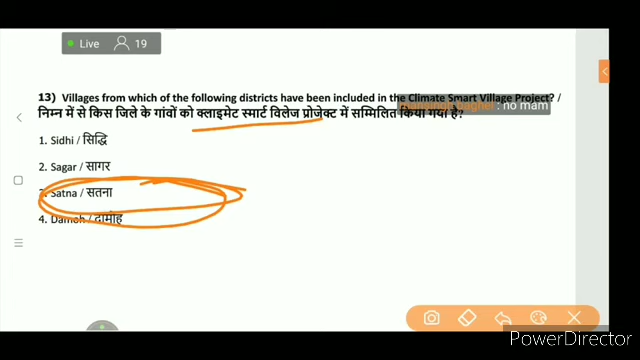 Live 19
13) Villages from which of the following districts have been included in the Climate Smart Village Project? /
: no mam
निम्न में से किस जिले के गांवों को क्लाइमेट स्मार्ट विलेज प्रोजेक्ट में सम्मिलित किया गया है?
1. Sidhi / सिद्धि
2. Sagar / सागर
3. Satna / सतना
4. Damoh / दामोह
PowerDirector